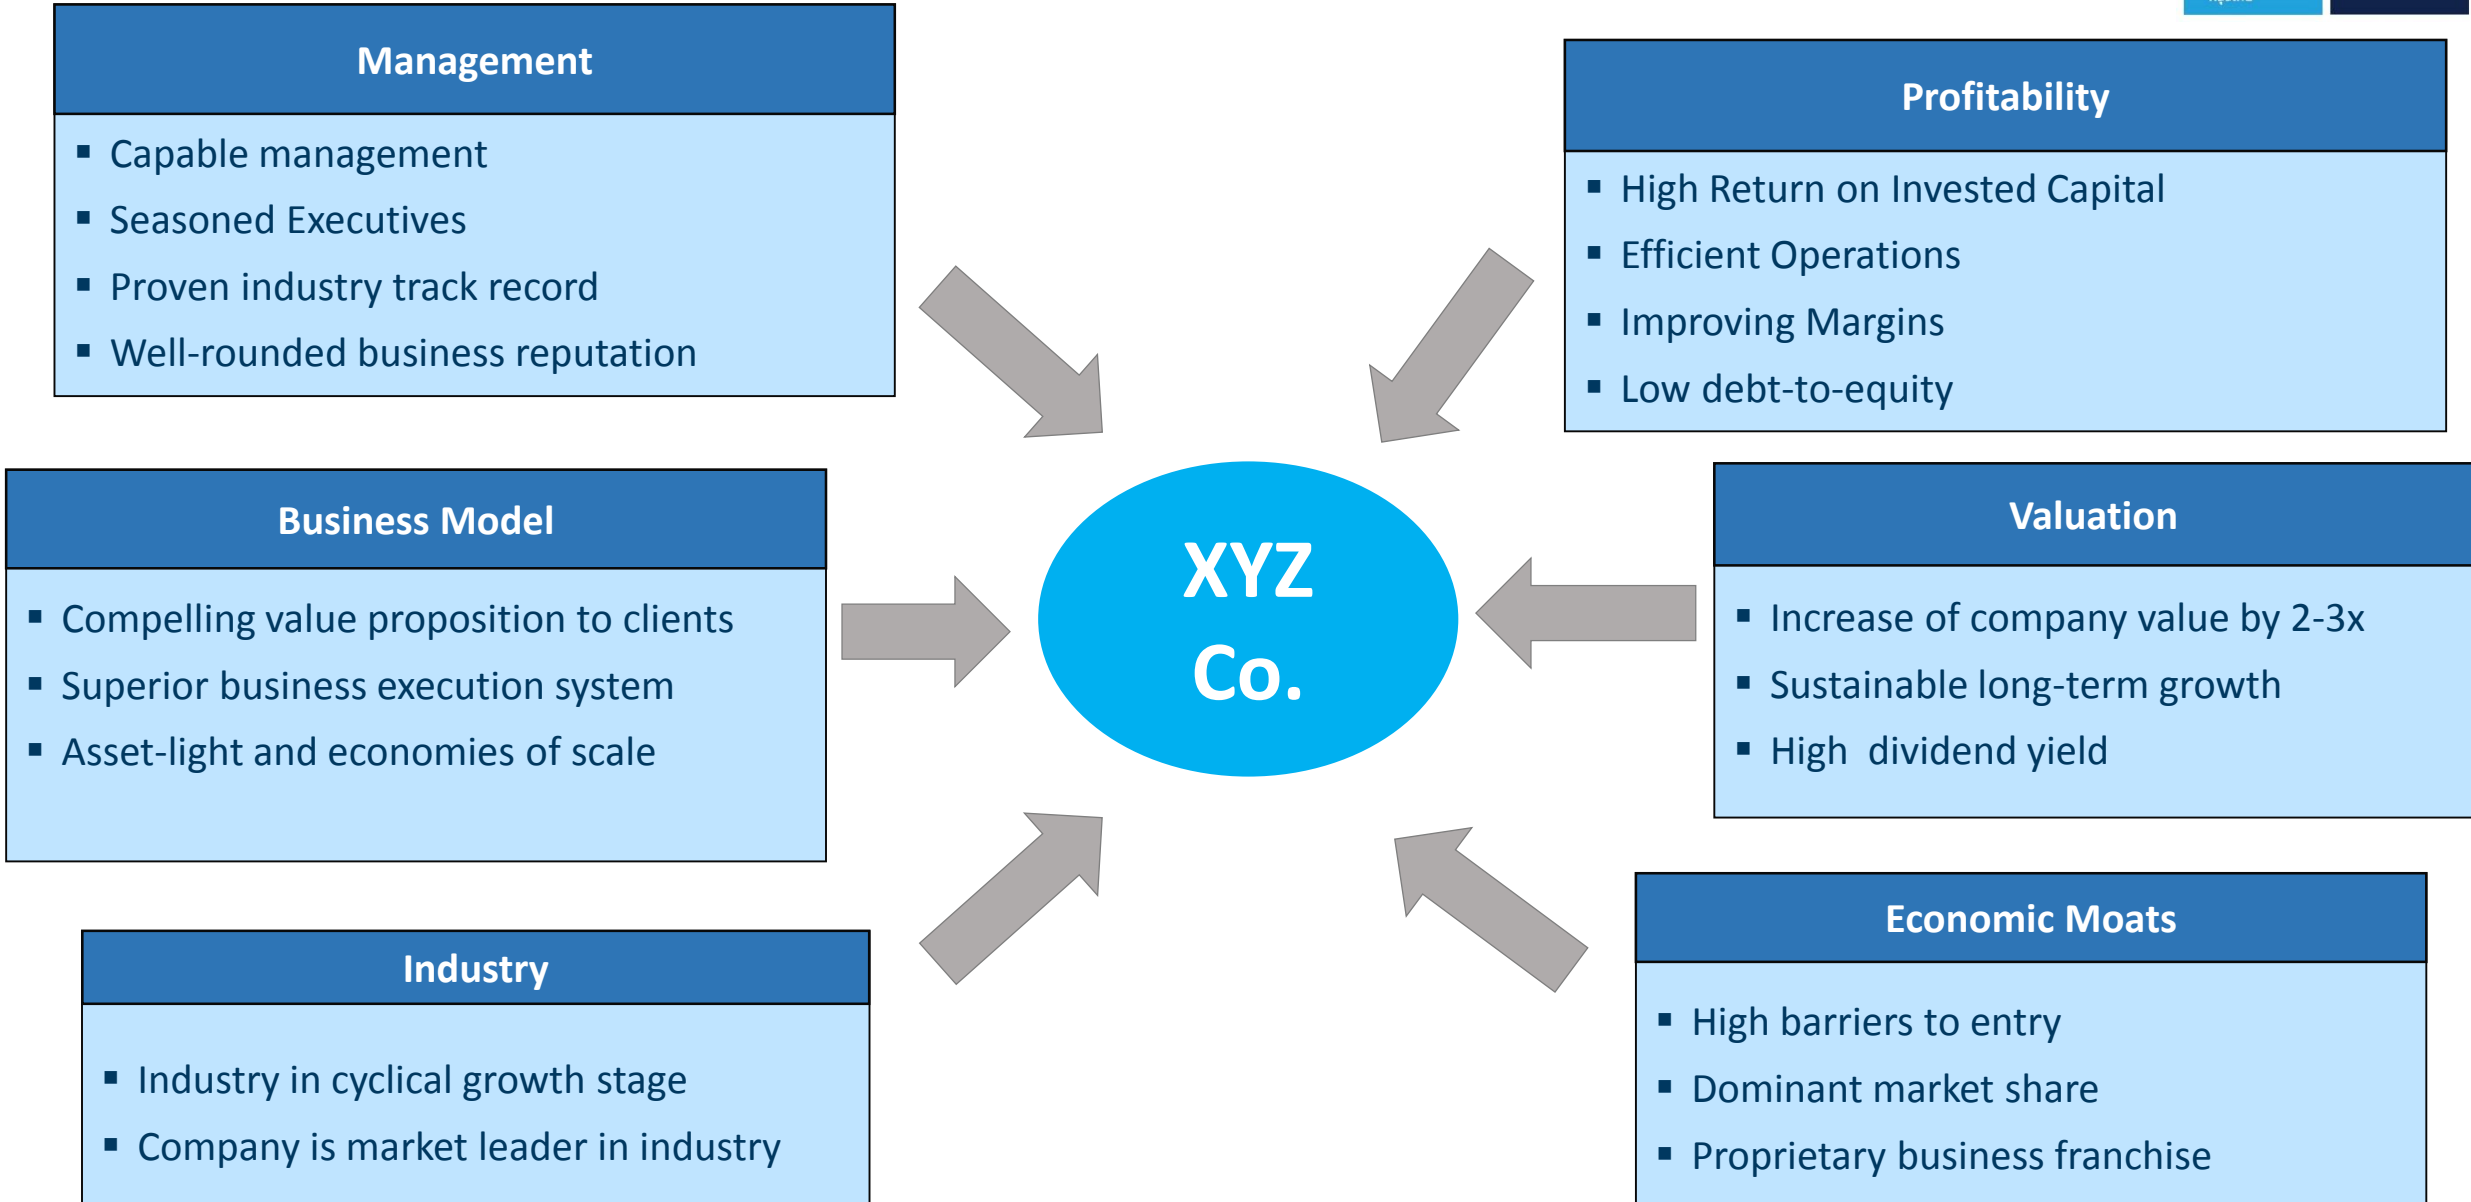 Management
▪ Capable management
▪ Seasoned Executives
▪ Proven industry track record
▪ Well-rounded business reputation
Profitability
▪ High Return on Invested Capital
▪ Efficient Operations
▪ Improving Margins
▪ Low debt-to-equity
Business Model
▪ Compelling value proposition to clients
▪ Superior business execution system
▪ Asset-light and economies of scale
XYZ
Co.
Valuation
▪ Increase of company value by 2-3x
▪ Sustainable long-term growth
▪ High dividend yield
Industry
▪ Industry in cyclical growth stage
▪ Company is market leader in industry
Economic Moats
▪ High barriers to entry
▪ Dominant market share
▪ Proprietary business franchise